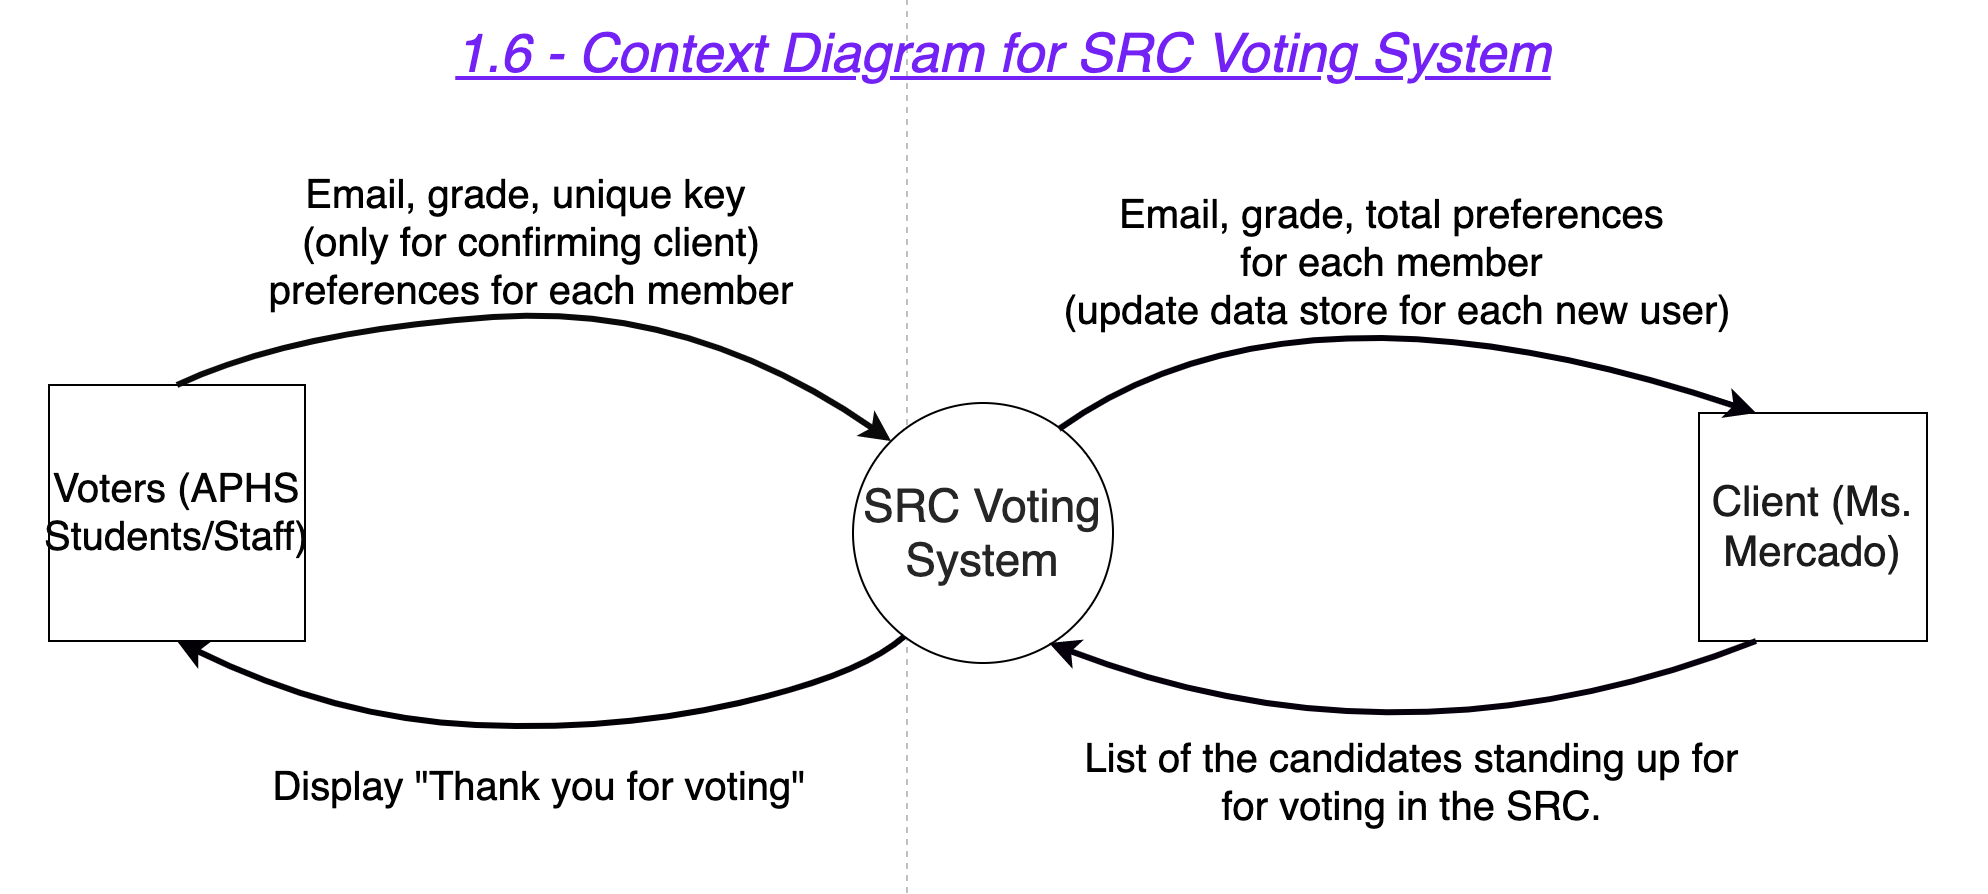 1.6 - Context Diagram for SRC Voting System
Email, grade, unique key
(only for confirming client)
preferences for each member
Email, grade, total preferences
for each member
(update data store for each new user)
Voters (APHS
Students/Staff)
SRC Voting
System
Client (Ms.
Mercado)
Display "Thank you for voting"
List of the candidates standing up for
for voting in the SRC.